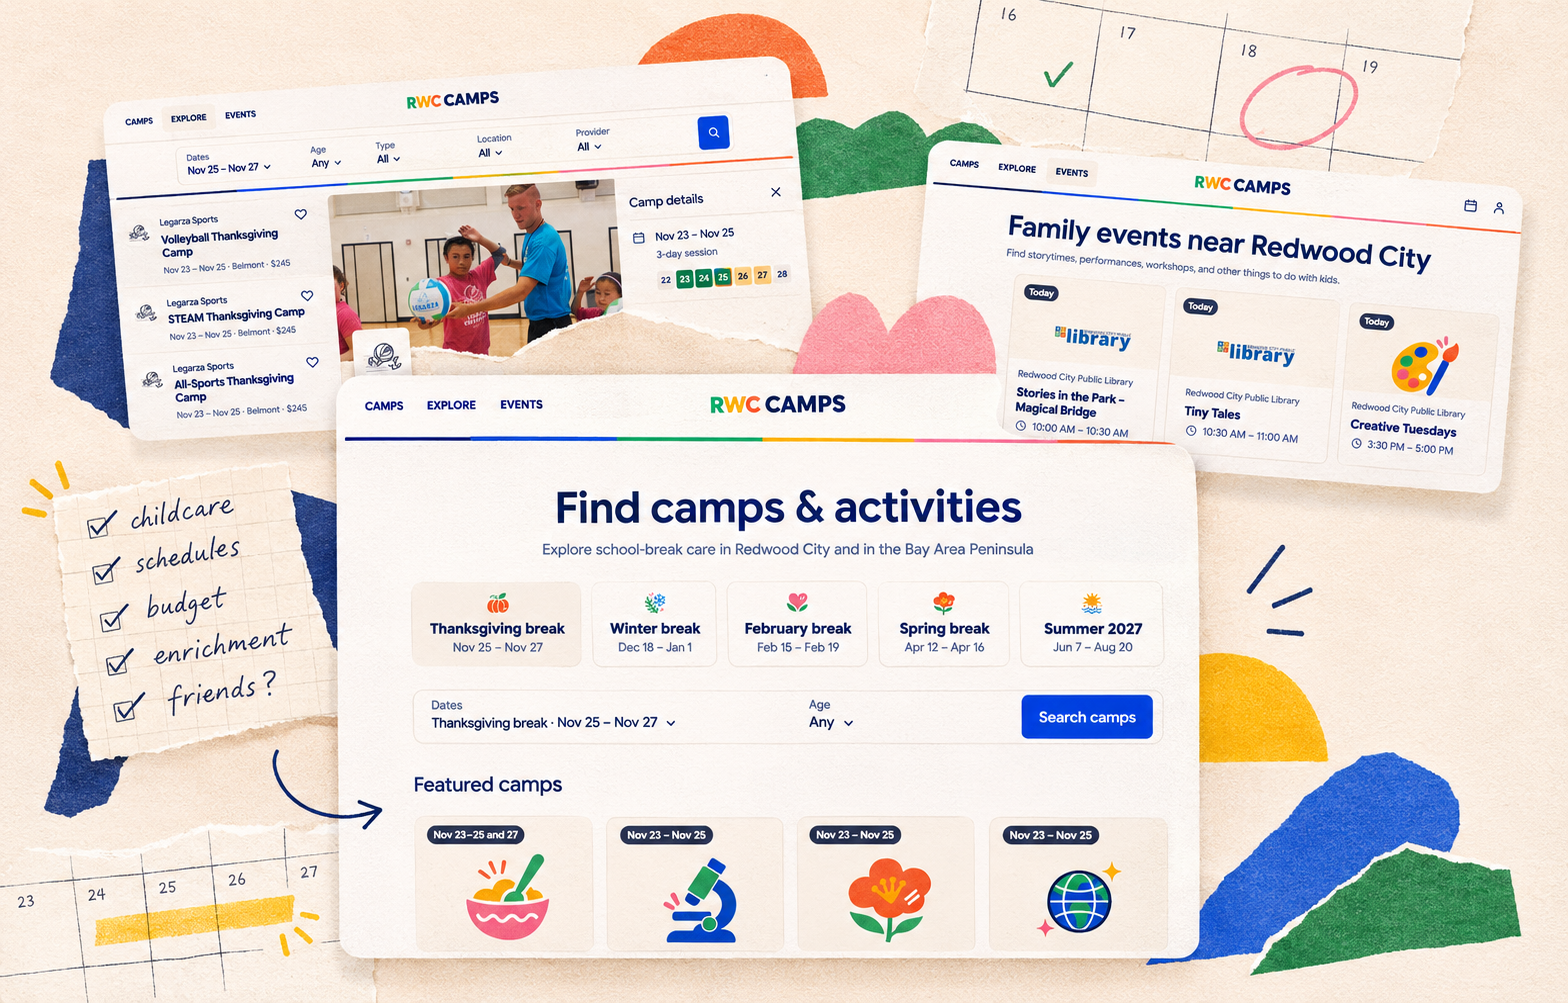 16
17
18
19
CAMPS
EXPLORE
EVENTS
RWC CAMPS
Dates
Nov 25 – Nov 27
Age
Any
Type
All
Location
All
Provider
All
Legarza Sports
Volleyball Thanksgiving
Camp
Nov 23 – Nov 25 · Belmont · $245
Legarza Sports
STEAM Thanksgiving Camp
Nov 23 – Nov 25 · Belmont · $245
Legarza Sports
All-Sports Thanksgiving
Camp
Nov 23 – Nov 25 · Belmont · $245
LEGARZA
Camp details
Nov 23 – Nov 25
3-day session
22 23 24 25 26 27 28
CAMPS
EXPLORE
EVENTS
RWC CAMPS
Family events near Redwood City
Find storytimes, performances, workshops, and other things to do with kids.
Today
library
Redwood City Public Library
Stories in the Park –
Magical Bridge
10:00 AM – 10:30 AM
Today
library
Redwood City Public Library
Tiny Tales
10:30 AM – 11:00 AM
Today
Redwood City Public Library
Creative Tuesdays
3:30 PM – 5:00 PM
childcare
schedules
budget
enrichment
friends?
CAMPS
EXPLORE
EVENTS
RWC CAMPS
Find camps & activities
Explore school-break care in Redwood City and in the Bay Area Peninsula
Thanksgiving break
Nov 25 – Nov 27
Winter break
Dec 18 – Jan 1
February break
Feb 15 – Feb 19
Spring break
Apr 12 – Apr 16
Summer 2027
Jun 7 – Aug 20
Dates
Thanksgiving break · Nov 25 – Nov 27
Age
Any
Search camps
Featured camps
Nov 23–25 and 27
Nov 23 – Nov 25
Nov 23 – Nov 25
Nov 23 – Nov 25
23
24
25
26
27